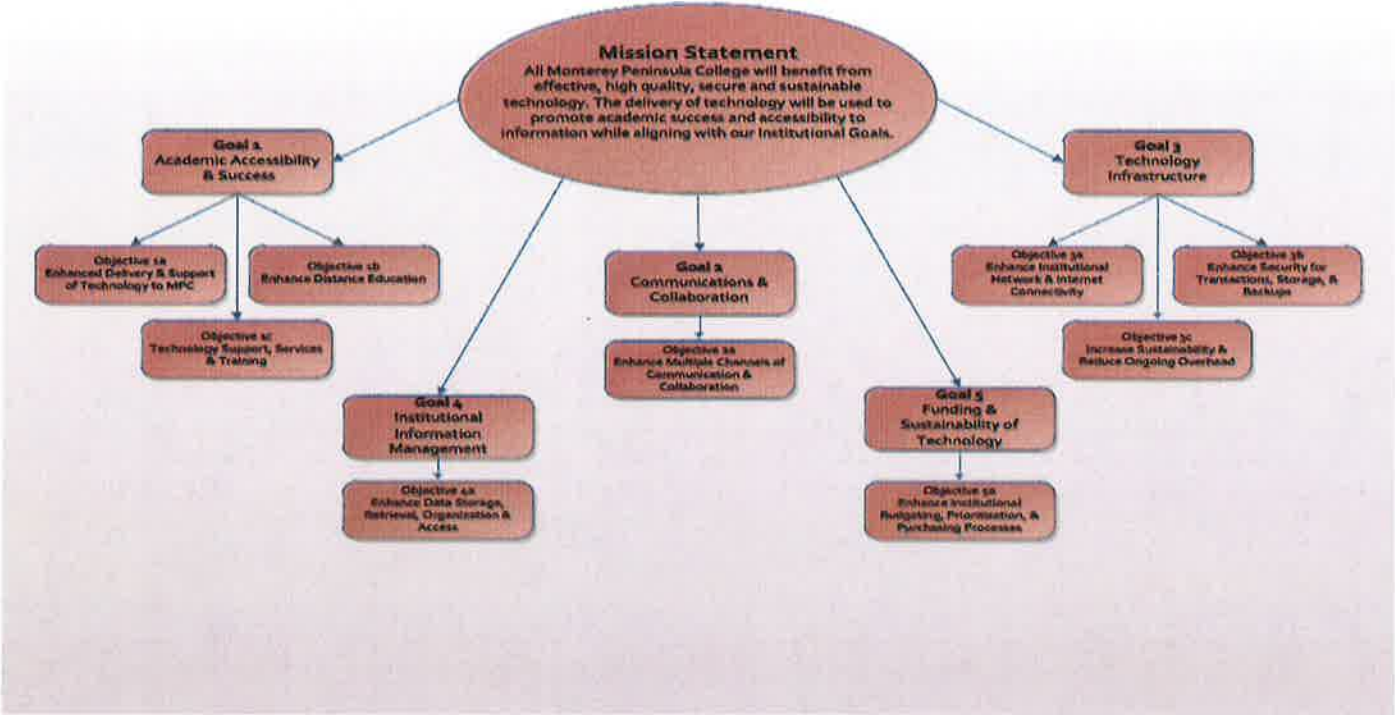 Mission Statement
All Monterey Peninsula College will benefit from
effective, high quality, secure and sustainable
technology. The delivery of technology will be used to
promote academic success and accessibility to
information while aligning with our Institutional Goals.
Goal 1
Academic Accessibility
& Success
Objective 1a
Enhanced Delivery & Support
of Technology to MPC
Objective 1b
Enhance Distance Education
Objective 1c
Technology Support, Services
& Training
Goal 2
Communications &
Collaboration
Objective 2a
Enhance Multiple Channels of
Communication &
Collaboration
Goal 3
Technology
Infrastructure
Objective 3a
Enhance Institutional
Network & Internet
Connectivity
Objective 3b
Enhance Security for
Transactions, Storage, &
Backups
Objective 3c
Increase Sustainability &
Reduce Ongoing Overhead
Goal 4
Institutional
Information
Management
Objective 4a
Enhance Data Storage,
Retrieval, Organization &
Access
Goal 5
Funding &
Sustainability of
Technology
Objective 5a
Enhance Institutional
Budgeting, Prioritization, &
Purchasing Processes